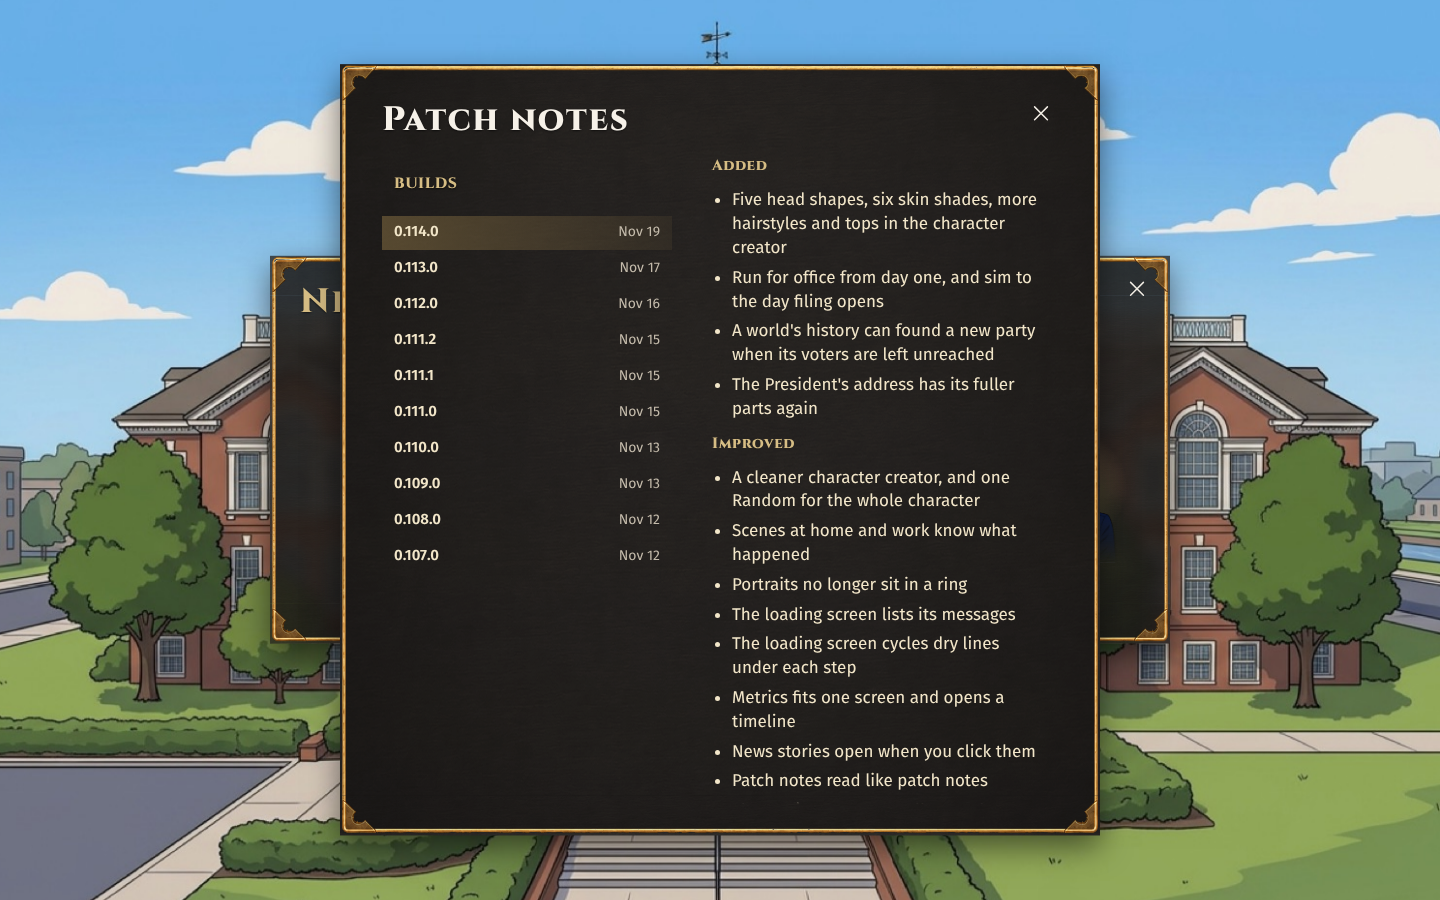 Patch notes
BUILDS
0.114.0 Nov 19
0.113.0 Nov 17
0.112.0 Nov 16
0.111.2 Nov 15
0.111.1 Nov 15
0.111.0 Nov 15
0.110.0 Nov 13
0.109.0 Nov 13
0.108.0 Nov 12
0.107.0 Nov 12
Added
• Five head shapes, six skin shades, more
hairstyles and tops in the character
creator
• Run for office from day one, and sim to
the day filing opens
• A world's history can found a new party
when its voters are left unreached
• The President's address has its fuller
parts again
Improved
• A cleaner character creator, and one
Random for the whole character
• Scenes at home and work know what
happened
• Portraits no longer sit in a ring
• The loading screen lists its messages
• The loading screen cycles dry lines
under each step
• Metrics fits one screen and opens a
timeline
• News stories open when you click them
• Patch notes read like patch notes